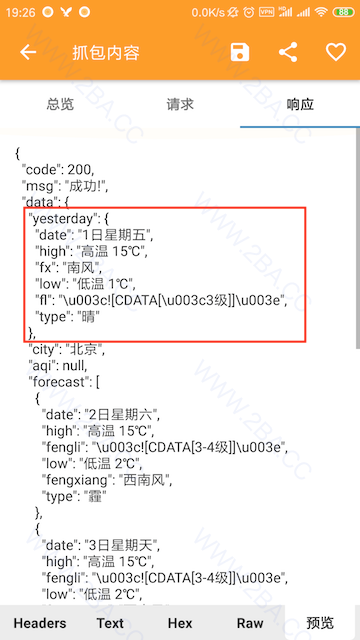 19:26 0.0K/s VPN 88
抓包内容
总览 请求 响应
{
"code": 200,
"msg": "成功!",
"data": {
"yesterday": {
"date": "1日星期五",
"high": "高温 15℃",
"fx": "南风",
"low": "低温 1℃",
"fl": "\u003c![CDATA[\u003c3级]]\u003e",
"type": "晴"
},
"city": "北京",
"aqi": null,
"forecast": [
{
"date": "2日星期六",
"high": "高温 15℃",
"fengli": "\u003c![CDATA[3-4级]]\u003e",
"low": "低温 2℃",
"fengxiang": "西南风",
"type": "霾"
},
{
"date": "3日星期天",
"high": "高温 15℃",
"fengli": "\u003c![CDATA[3-4级]]\u003e",
"low": "低温 2℃",
Headers Text Hex Raw 预览
WWW.2BA.CC